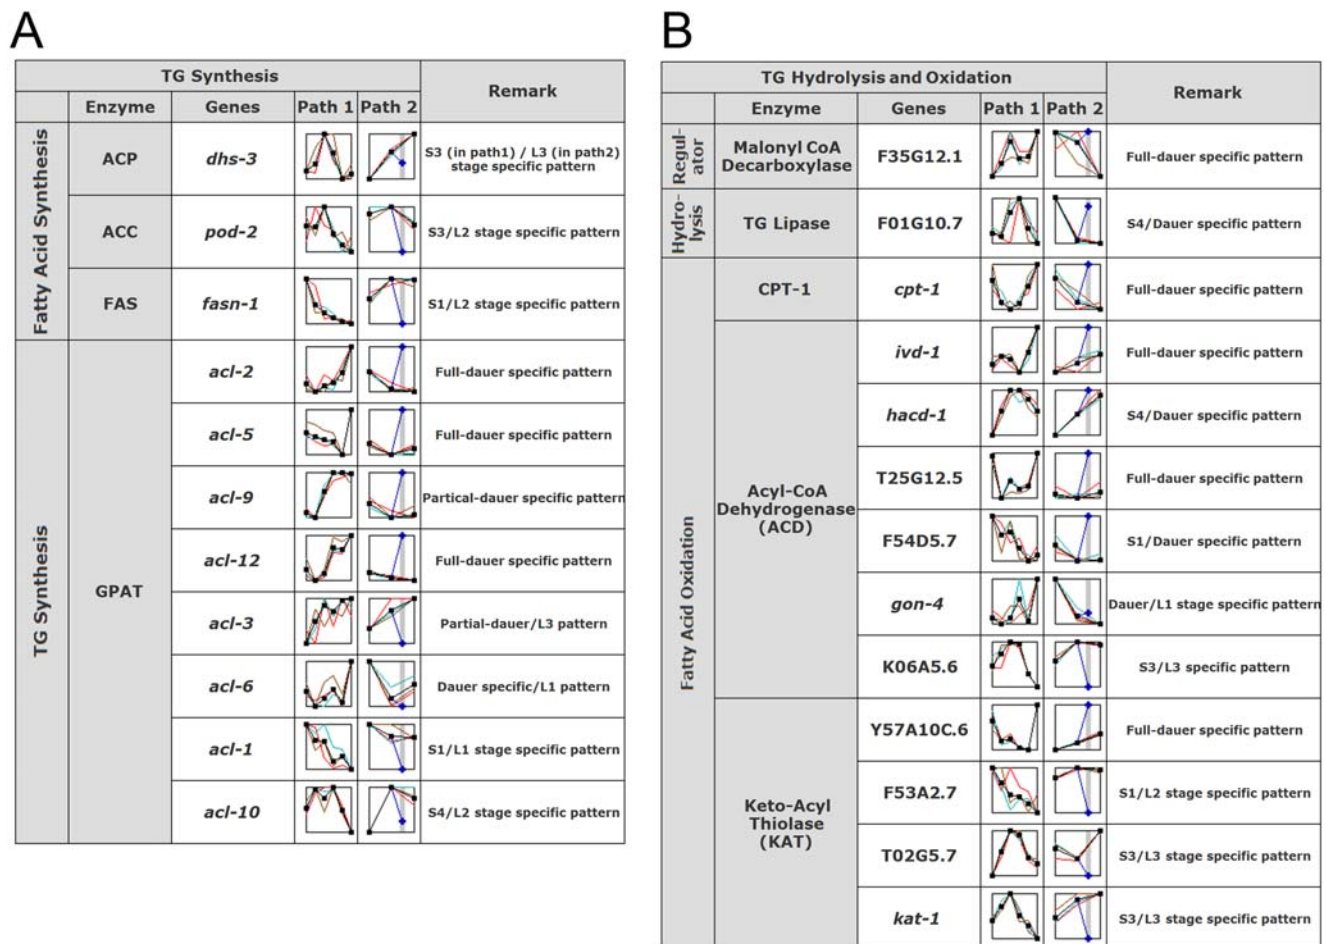 A
TG Synthesis
Remark
Enzyme Genes Path 1 Path 2
Fatty Acid Synthesis
ACP dhs-3 S3 (in path1) / L3 (in path2)
stage specific pattern
ACC pod-2 S3/L2 stage specific pattern
FAS fasn-1 S1/L2 stage specific pattern
TG Synthesis
GPAT
acl-2 Full-dauer specific pattern
acl-5 Full-dauer specific pattern
acl-9 Partical-dauer specific pattern
acl-12 Full-dauer specific pattern
acl-3 Partial-dauer/L3 pattern
acl-6 Dauer specific/L1 pattern
acl-1 S1/L1 stage specific pattern
acl-10 S4/L2 stage specific pattern
B
TG Hydrolysis and Oxidation
Remark
Enzyme Genes Path 1 Path 2
Regul-
ator
Malonyl CoA
Decarboxylase
F35G12.1 Full-dauer specific pattern
Hydro-
lysis
TG Lipase F01G10.7 S4/Dauer specific pattern
Fatty Acid Oxidation
CPT-1 cpt-1 Full-dauer specific pattern
Acyl-CoA
Dehydrogenase
(ACD)
ivd-1 Full-dauer specific pattern
hacd-1 S4/Dauer specific pattern
T25G12.5 Full-dauer specific pattern
F54D5.7 S1/Dauer specific pattern
gon-4 Dauer/L1 stage specific pattern
K06A5.6 S3/L3 specific pattern
Keto-Acyl
Thiolase
(KAT)
Y57A10C.6 Full-dauer specific pattern
F53A2.7 S1/L2 stage specific pattern
T02G5.7 S3/L3 stage specific pattern
kat-1 S3/L3 stage specific pattern